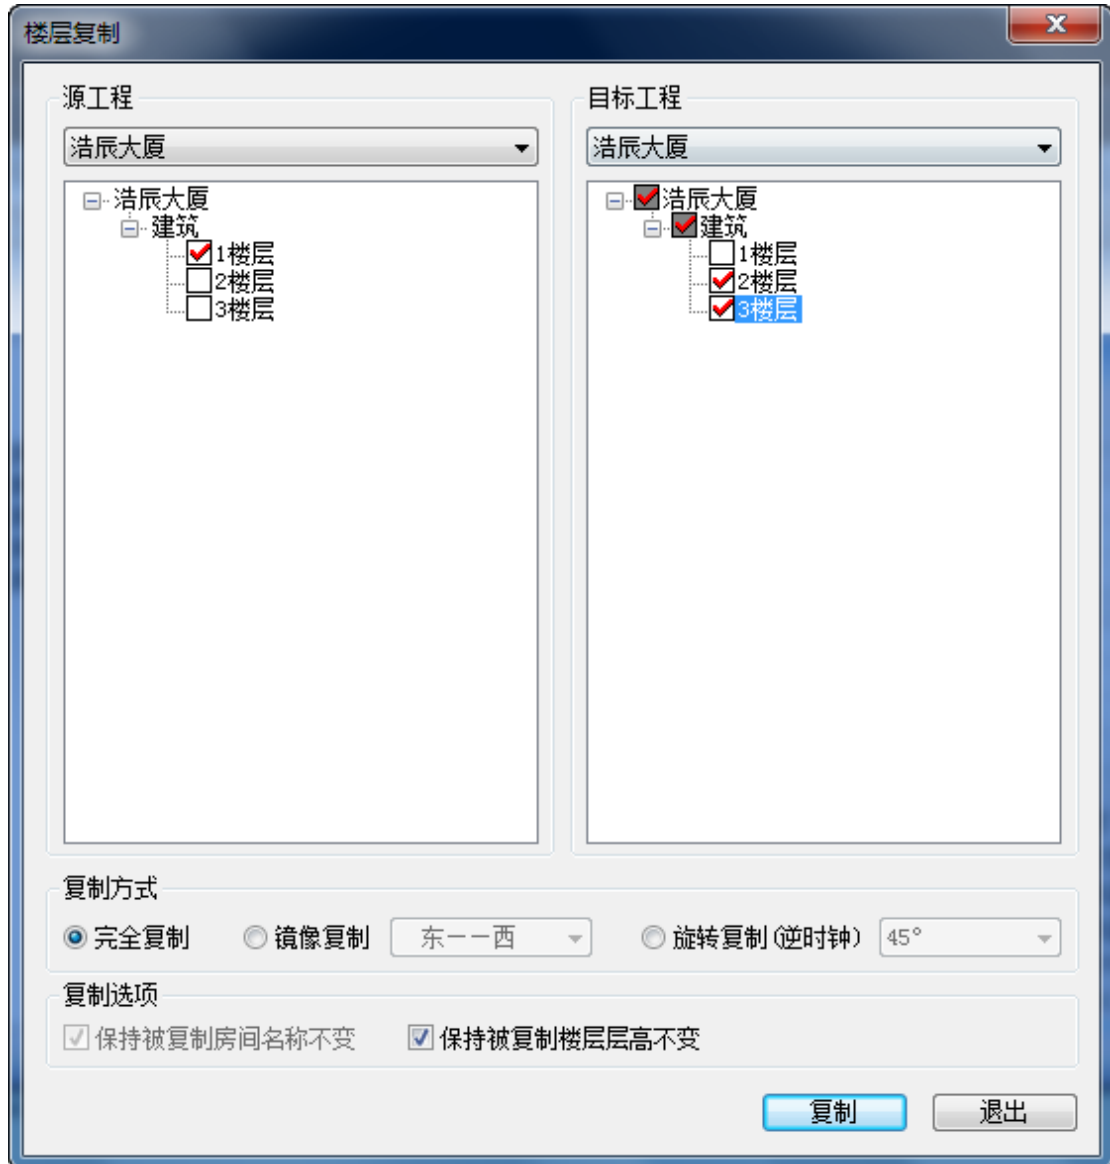 楼层复制
源工程
浩辰大厦
浩辰大厦
建筑
1楼层
2楼层
3楼层
目标工程
浩辰大厦
浩辰大厦
建筑
1楼层
2楼层
3楼层
复制方式
完全复制 镜像复制 东——西 旋转复制(逆时钟) 45°
复制选项
保持被复制房间名称不变 保持被复制楼层层高不变
复制 退出